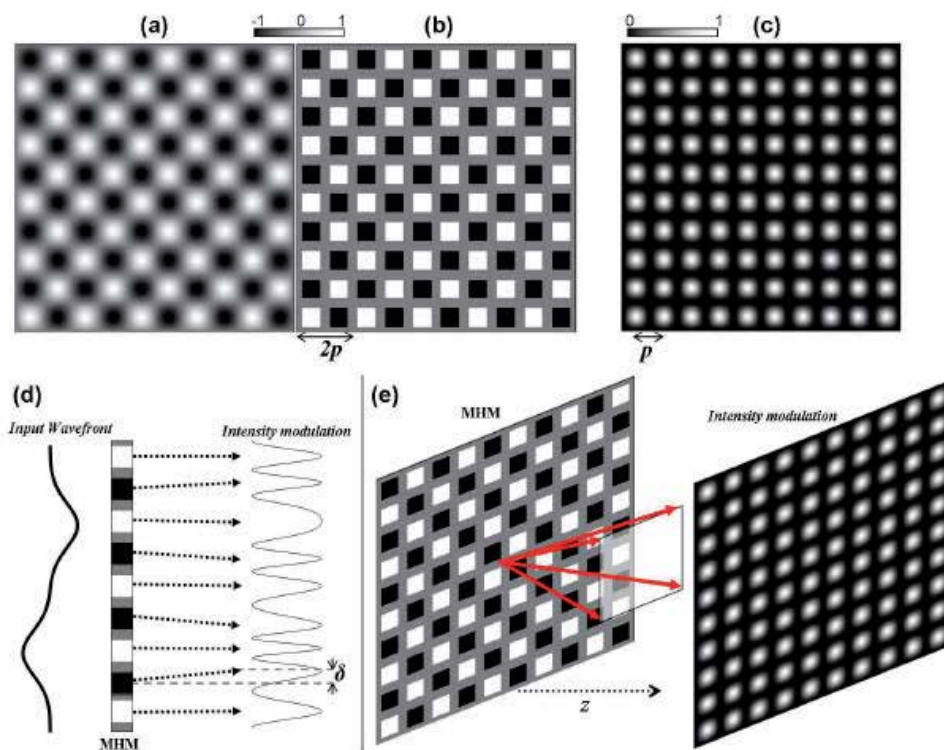 (a) -1 0 1 (b) 0 1 (c)
2p p
(d) (e)
Input Wavefront Intensity modulation MHM Intensity modulation
δ
z
MHM